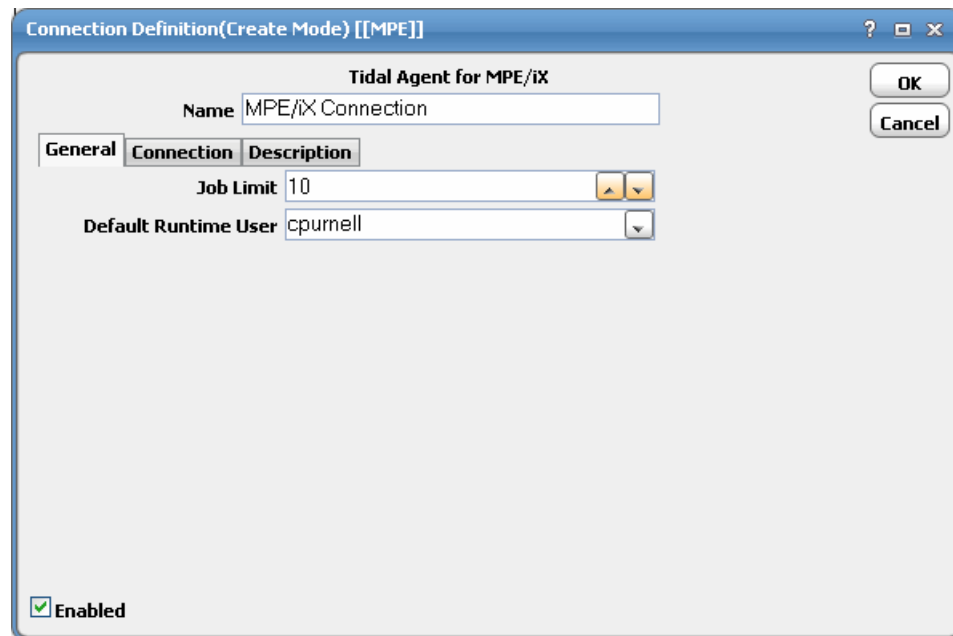 Connection Definition(Create Mode) [[MPE]]
?
Tidal Agent for MPE/iX
OK
Name MPE/iX Connection
Cancel
General Connection Description
Job Limit 10
Default Runtime User cpurnell
Enabled